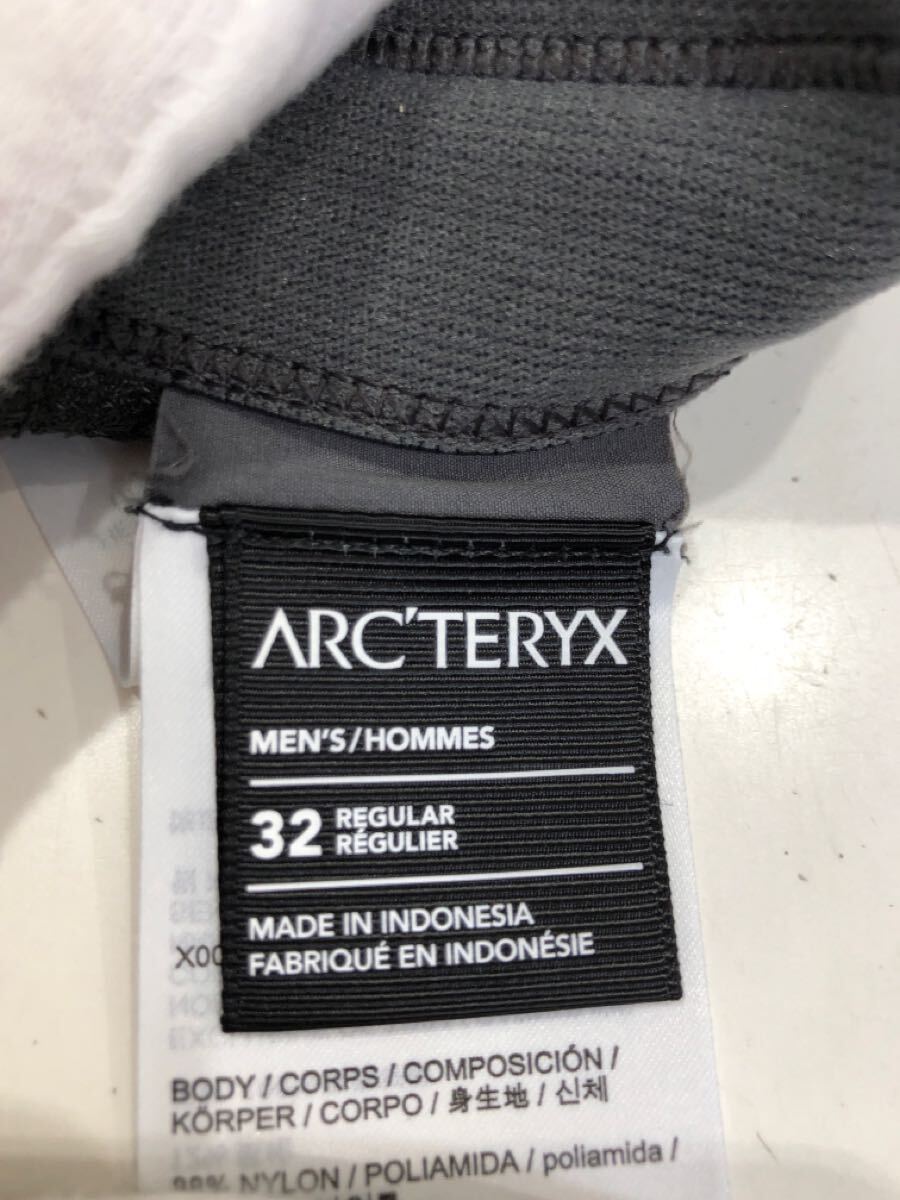 ARC'TERYX
MEN'S/HOMMES
32 REGULAR
RÉGULIER
MADE IN INDONESIA
FABRIQUÉ EN INDONÉSIE
X00
BODY / CORPS / COMPOSICIÓN /
KÖRPER / CORPO / 身生地 / 신체
NYLON / POLIAMIDA / poliamida /